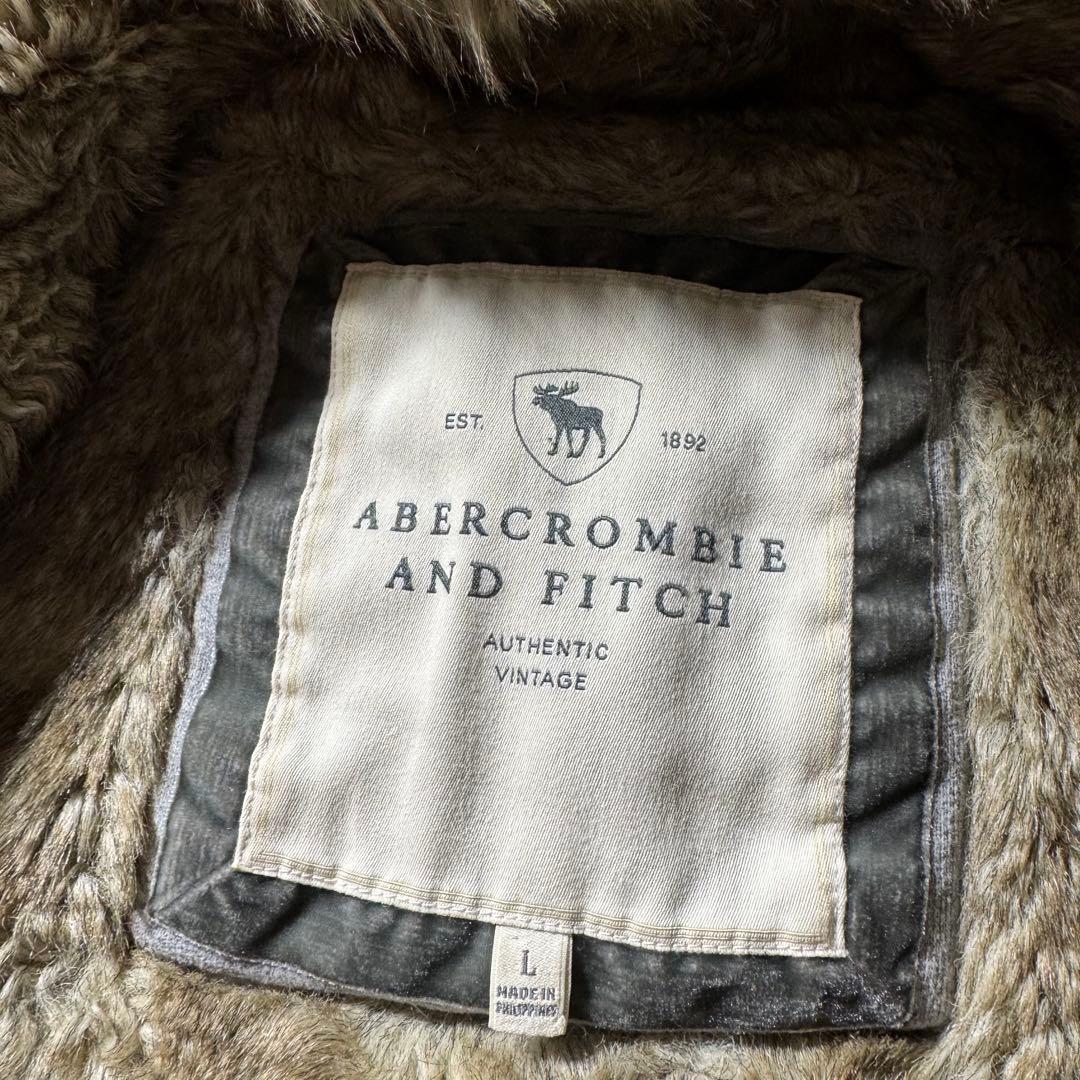 EST. 1892
ABERCROMBIE
AND FITCH
AUTHENTIC
VINTAGE
L
MADE IN
PHILIPPINES